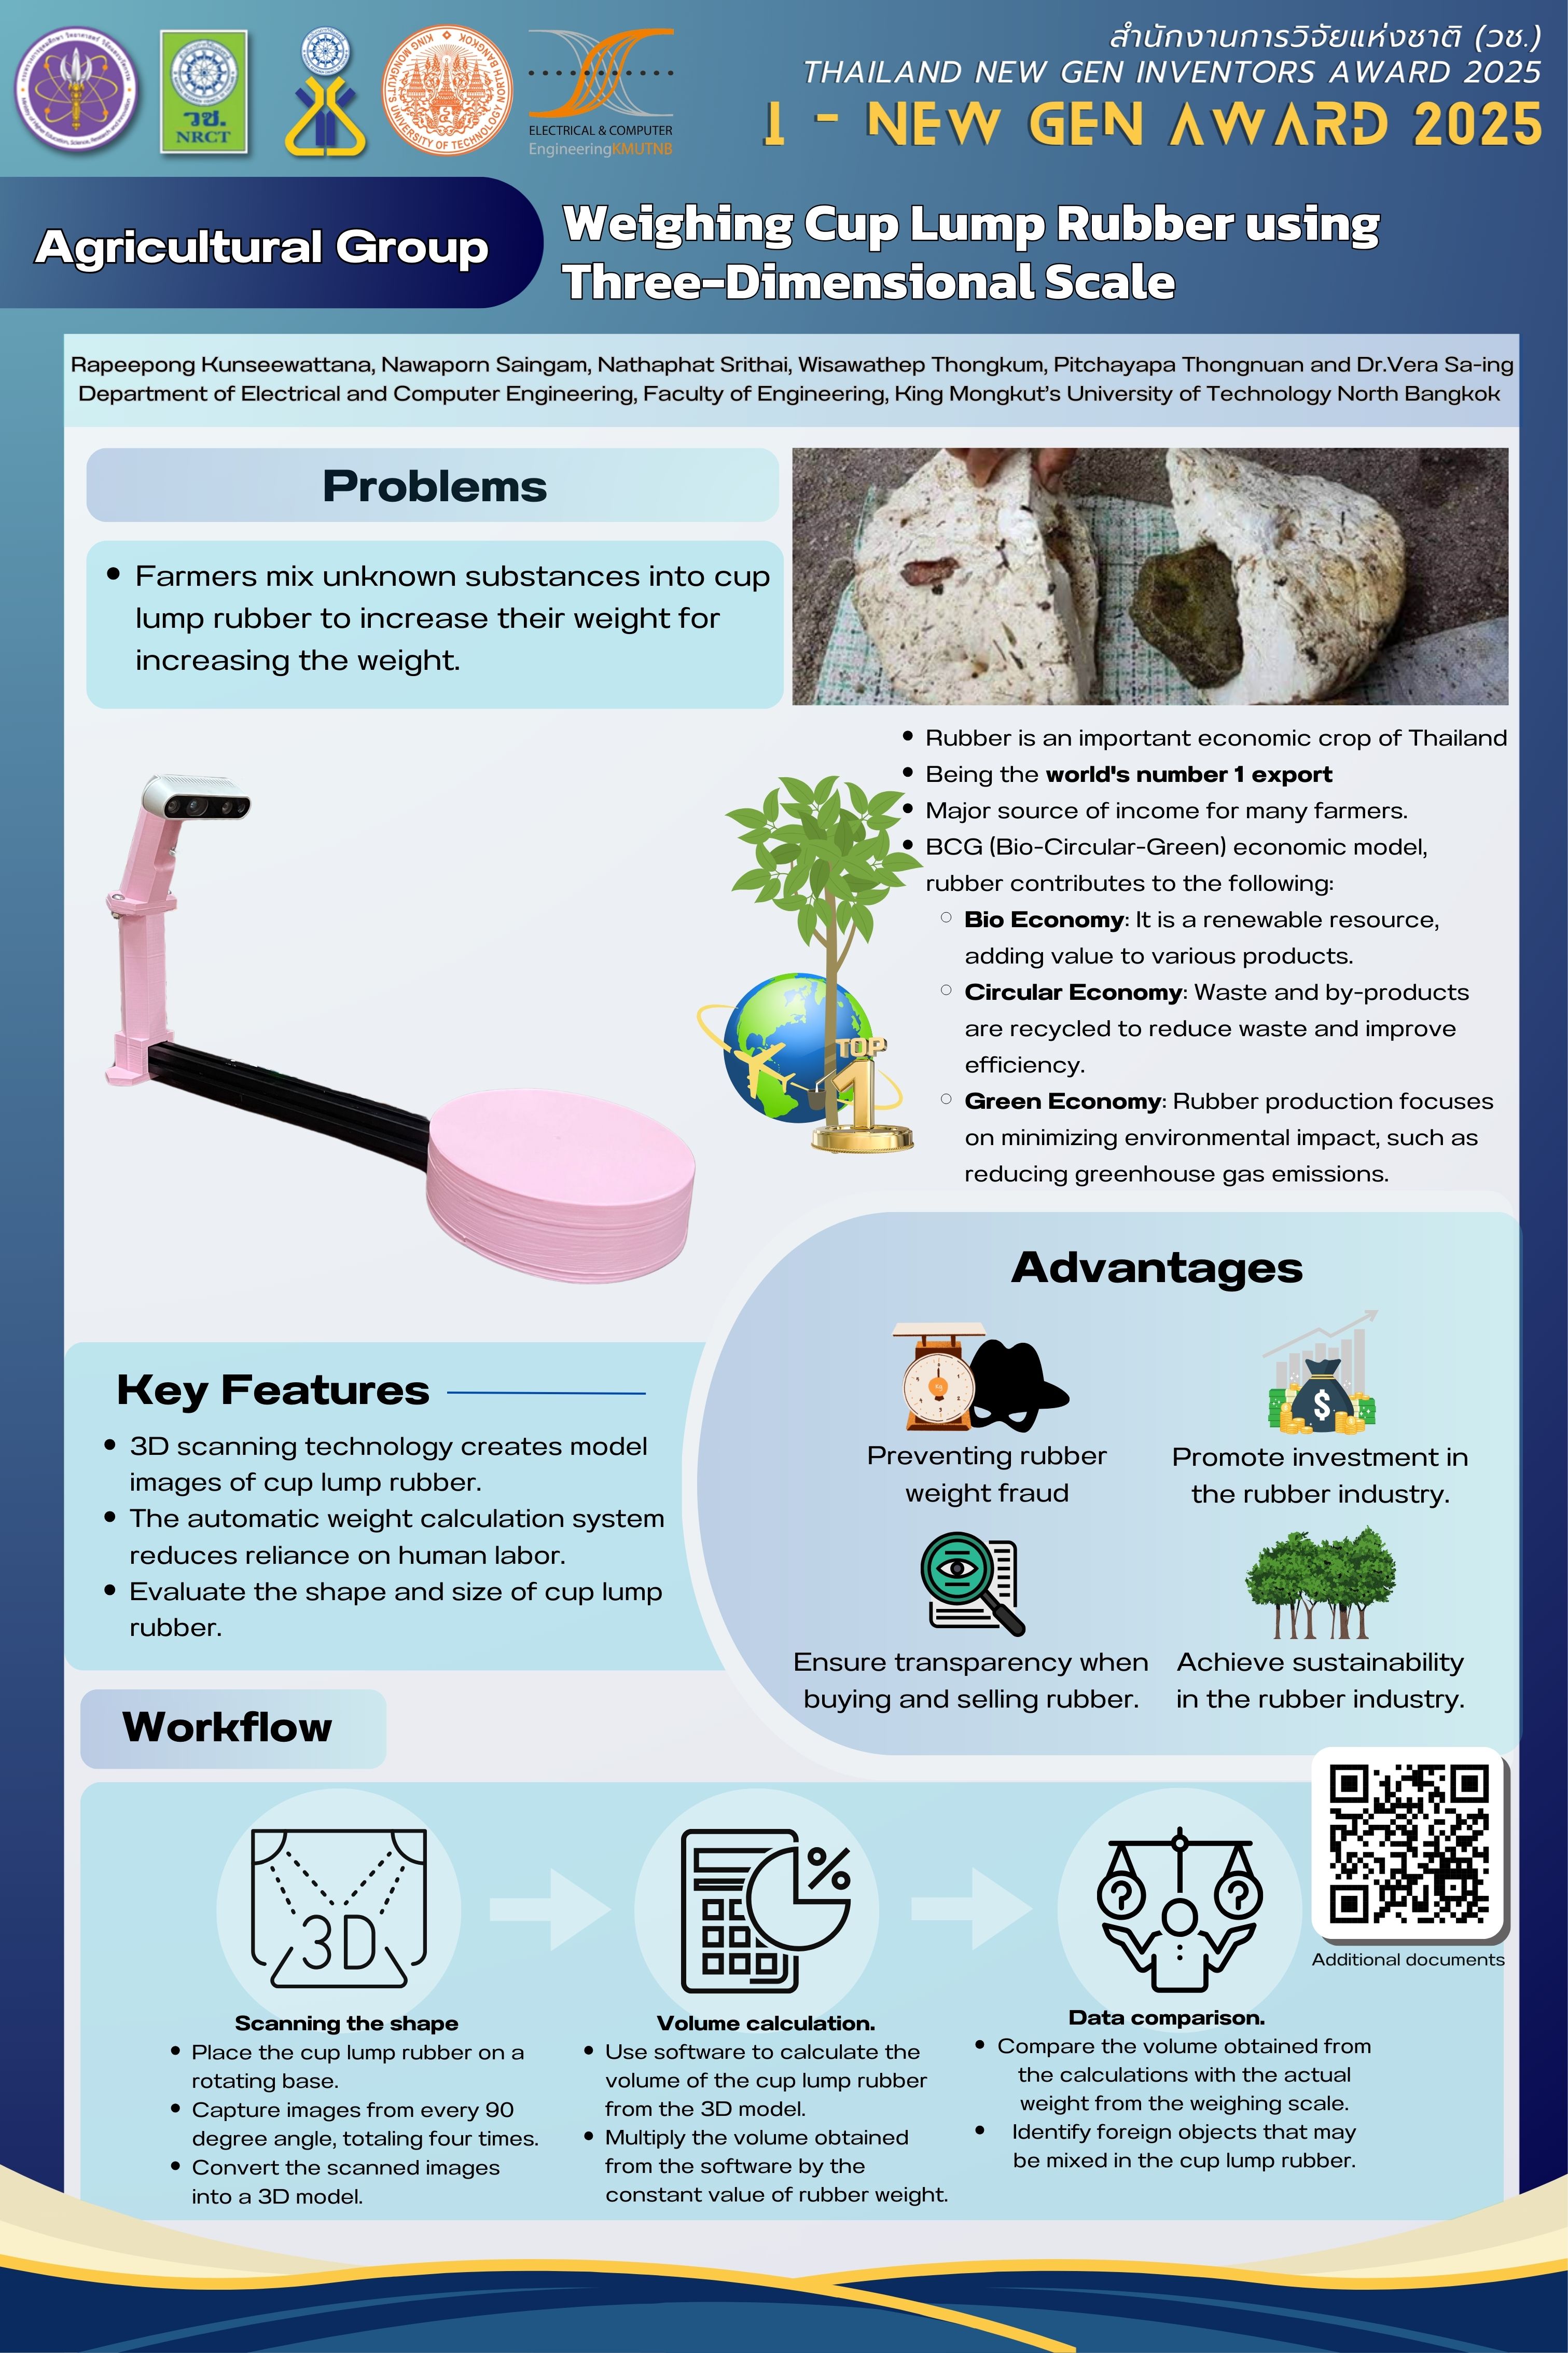 สำนักงานการวิจัยแห่งชาติ (วช.)
THAILAND NEW GEN INVENTORS AWARD 2025
I - NEW GEN AWARD 2025
วช.
NRCT
KING MONGKUT'S UNIVERSITY OF TECHNOLOGY NORTH BANGKOK
ELECTRICAL & COMPUTER
EngineeringKMUTNB
Agricultural Group
Weighing Cup Lump Rubber using
Three-Dimensional Scale
Rapeepong Kunseewattana, Nawaporn Saingam, Nathaphat Srithai, Wisawathep Thongkum, Pitchayapa Thongnuan and Dr.Vera Sa-ing
Department of Electrical and Computer Engineering, Faculty of Engineering, King Mongkut's University of Technology North Bangkok
Problems
• Farmers mix unknown substances into cup
lump rubber to increase their weight for
increasing the weight.
• Rubber is an important economic crop of Thailand
• Being the world's number 1 export
• Major source of income for many farmers.
• BCG (Bio-Circular-Green) economic model,
rubber contributes to the following:
○ Bio Economy: It is a renewable resource,
adding value to various products.
○ Circular Economy: Waste and by-products
are recycled to reduce waste and improve
efficiency.
○ Green Economy: Rubber production focuses
on minimizing environmental impact, such as
reducing greenhouse gas emissions.
TOP
1
Key Features
• 3D scanning technology creates model
images of cup lump rubber.
• The automatic weight calculation system
reduces reliance on human labor.
• Evaluate the shape and size of cup lump
rubber.
Advantages
Preventing rubber
weight fraud
$
Promote investment in
the rubber industry.
Ensure transparency when
buying and selling rubber.
Achieve sustainability
in the rubber industry.
Workflow
3D
%
? ?
Additional documents
Scanning the shape
• Place the cup lump rubber on a
rotating base.
• Capture images from every 90
degree angle, totaling four times.
• Convert the scanned images
into a 3D model.
Volume calculation.
• Use software to calculate the
volume of the cup lump rubber
from the 3D model.
• Multiply the volume obtained
from the software by the
constant value of rubber weight.
Data comparison.
• Compare the volume obtained from
the calculations with the actual
weight from the weighing scale.
• Identify foreign objects that may
be mixed in the cup lump rubber.